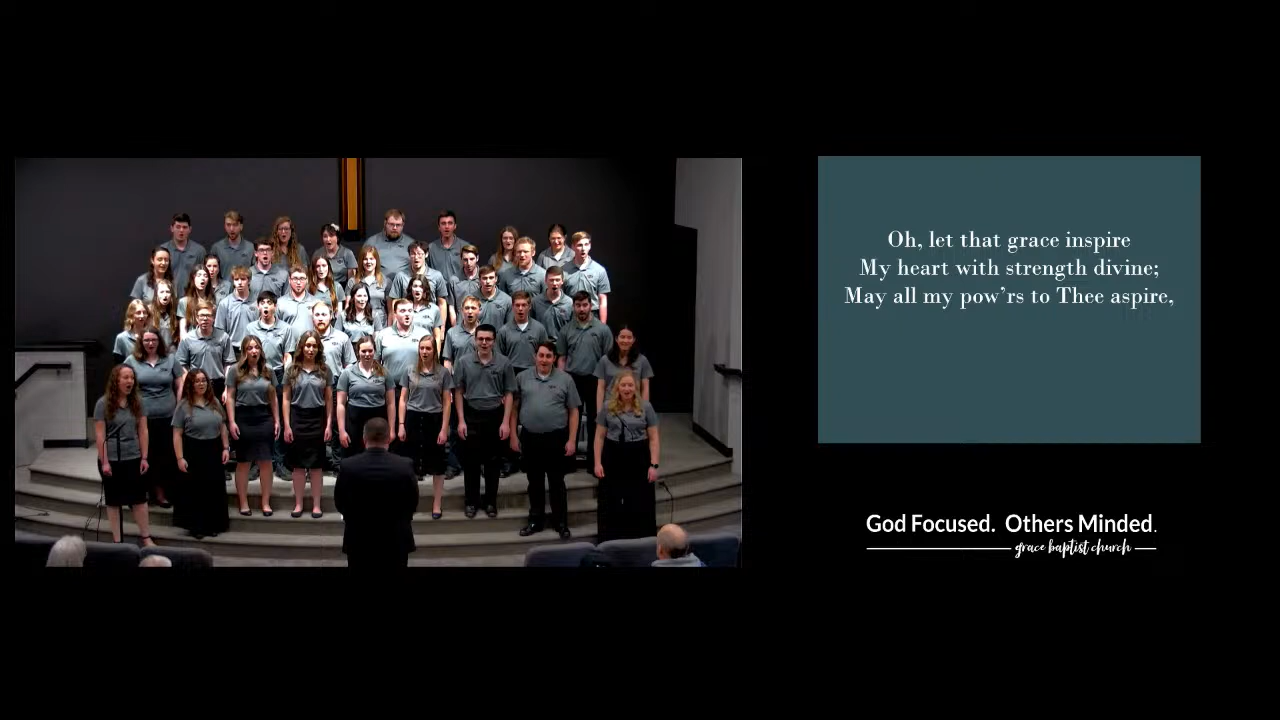 Oh, let that grace inspire
My heart with strength divine;
May all my pow'rs to Thee aspire,
God Focused.  Others Minded.
grace baptist church